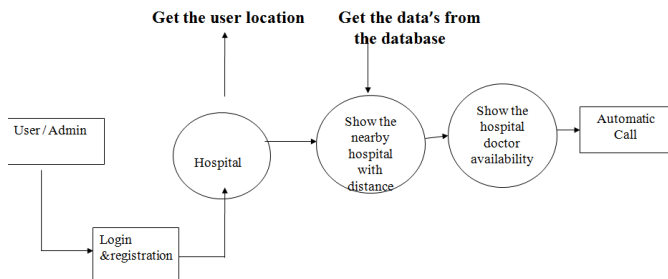 Get the user location
Get the data's from
the database
User / Admin
Hospital
Show the
nearby
hospital
with
distance
Show the
hospital
doctor
availability
Automatic
Call
Login
&registration